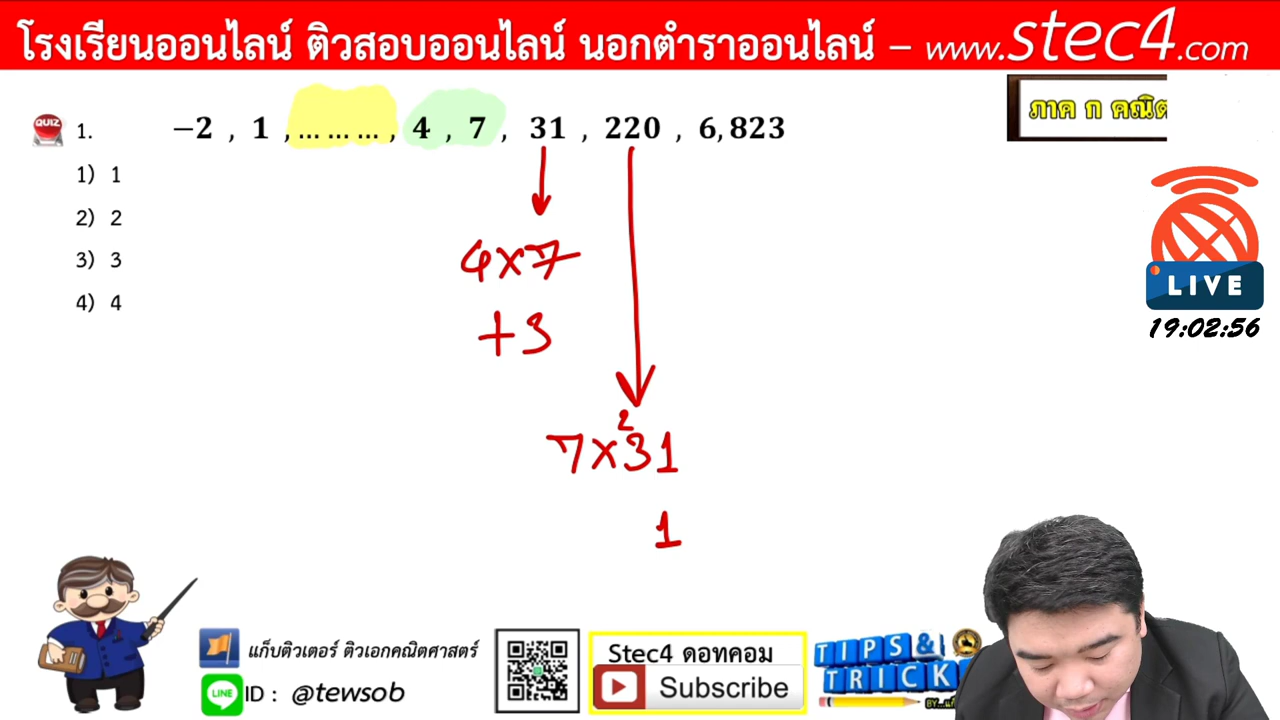 โรงเรียนออนไลน์ ติวสอบออนไลน์ นอกตำราออนไลน์ – www.stec4.com
ภาค ก คณิต
QUIZ 1. −2 , 1 , ... ... ... , 4 , 7 , 31 , 220 , 6,823
1) 1
2) 2
3) 3
4) 4
4×7
+3
2
7×31
1
LIVE
19:02:56
แก็บติวเตอร์ ติวเอกคณิตศาสตร์
LINE ID : @tewsob
Stec4 ดอทคอม
Subscribe
TIPS &
TRICK